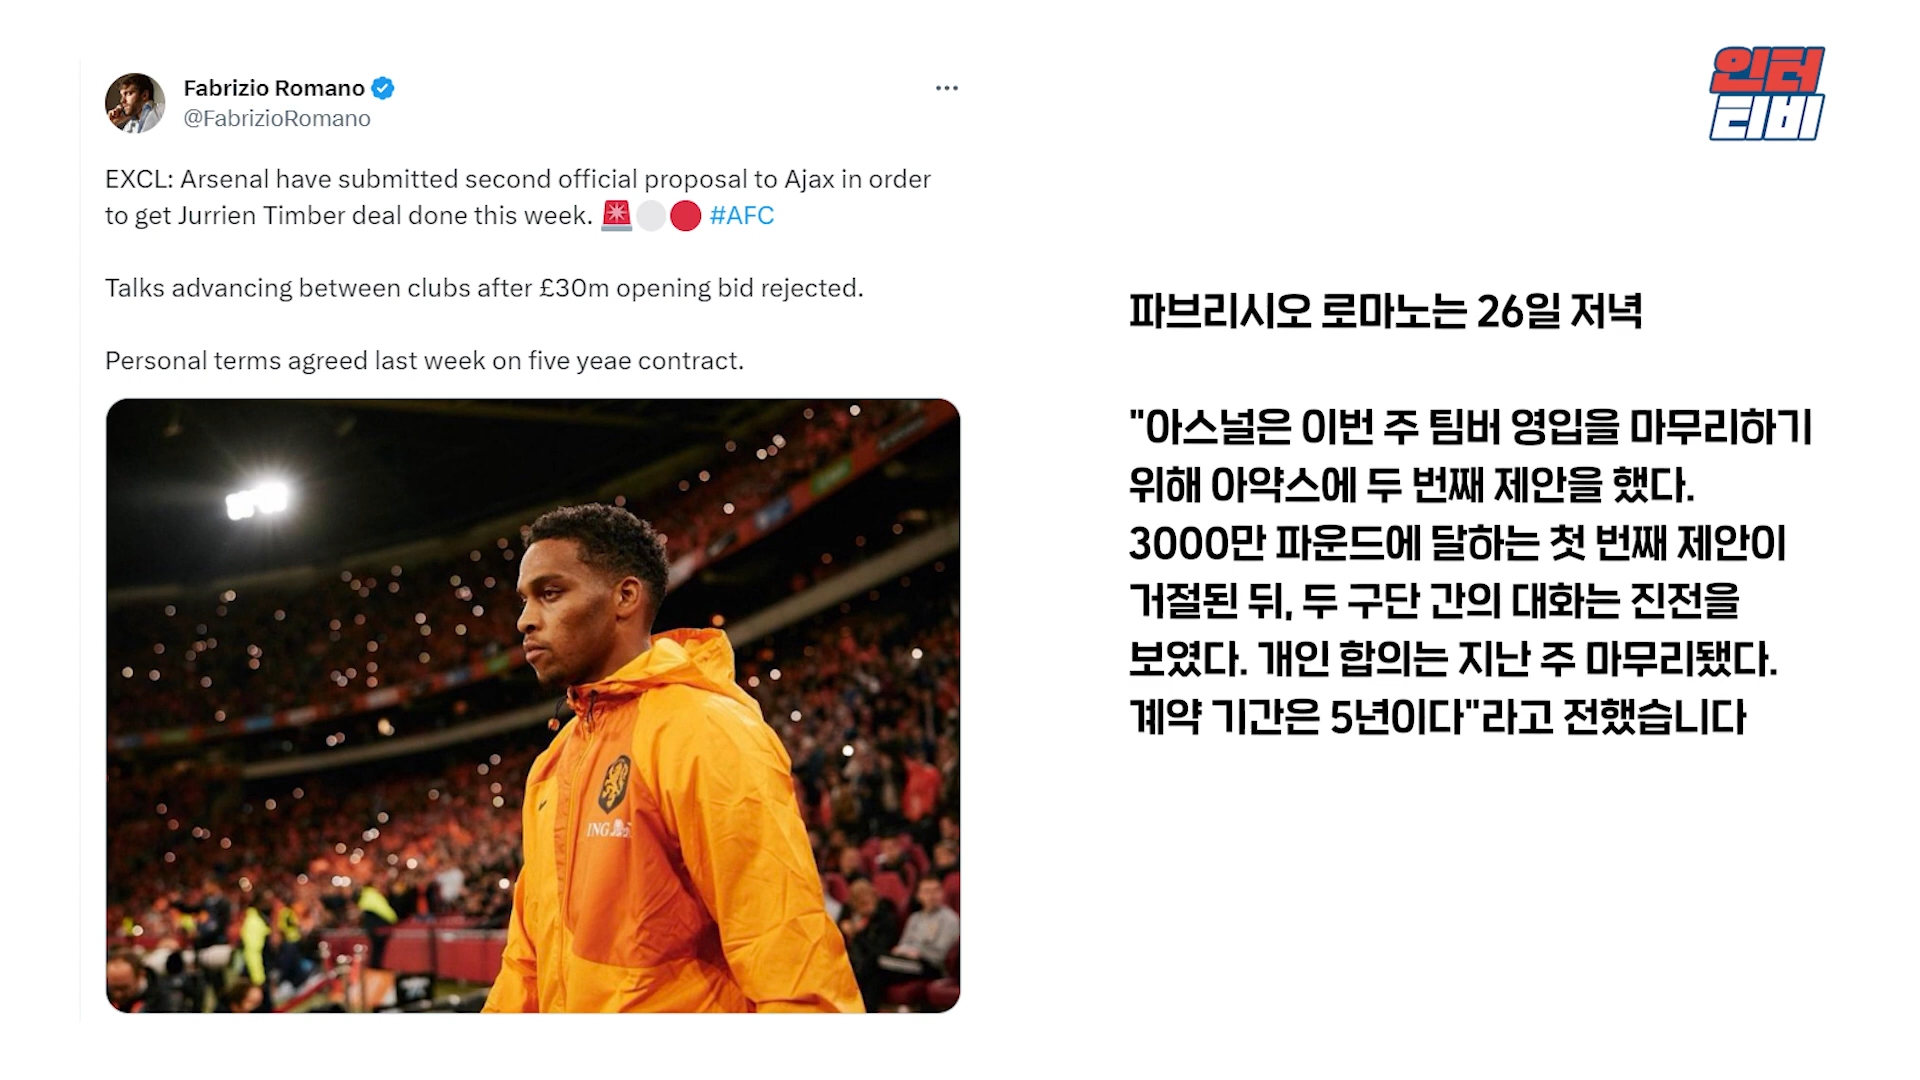 Fabrizio Romano
@FabrizioRomano
EXCL: Arsenal have submitted second official proposal to Ajax in order
to get Jurrien Timber deal done this week. 🚨⚪🔴 #AFC
Talks advancing between clubs after £30m opening bid rejected.
Personal terms agreed last week on five yeae contract.
ING
인터
티비
파브리시오 로마노는 26일 저녁
"아스널은 이번 주 팀버 영입을 마무리하기
위해 아약스에 두 번째 제안을 했다.
3000만 파운드에 달하는 첫 번째 제안이
거절된 뒤, 두 구단 간의 대화는 진전을
보였다. 개인 합의는 지난 주 마무리됐다.
계약 기간은 5년이다"라고 전했습니다